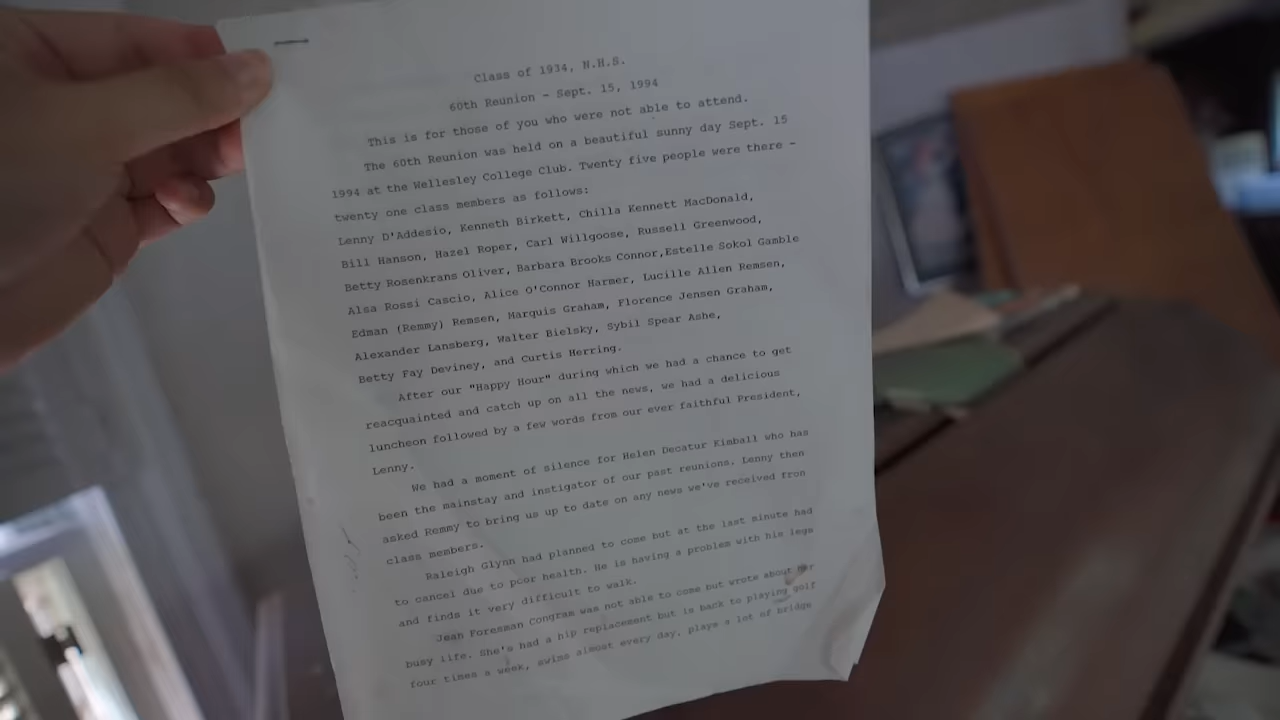 Class of 1934, N.H.S.
60th Reunion - Sept. 15, 1994
This is for those of you who were not able to attend.
The 60th Reunion was held on a beautiful sunny day Sept. 15
1994 at the Wellesley College Club. Twenty five people were there -
twenty one class members as follows:
Lenny D'Addesio, Kenneth Birkett, Chilla Kennett MacDonald,
Bill Hanson, Hazel Roper, Carl Willgoose, Russell Greenwood,
Betty Rosenkrans Oliver, Barbara Brooks Connor,Estelle Sokol Gamble
Alsa Rossi Cascio, Alice O'Connor Harmer, Lucille Allen Remsen,
Edman (Remmy) Remsen, Marquis Graham, Florence Jensen Graham,
Alexander Lansberg, Walter Bielsky, Sybil Spear Ashe,
Betty Fay Deviney, and Curtis Herring.
After our "Happy Hour" during which we had a chance to get
reacquainted and catch up on all the news, we had a delicious
luncheon followed by a few words from our ever faithful President,
Lenny.
We had a moment of silence for Helen Decatur Kimball who has
been the mainstay and instigator of our past reunions. Lenny then
asked Remmy to bring us up to date on any news we've received from
class members.
Raleigh Glynn had planned to come but at the last minute had
to cancel due to poor health. He is having a problem with his legs
and finds it very difficult to walk.
Jean Foresman Congram was not able to come but wrote about her
busy life. She's had a hip replacement but is back to playing golf
four times a week, swims almost every day, plays a lot of bridge